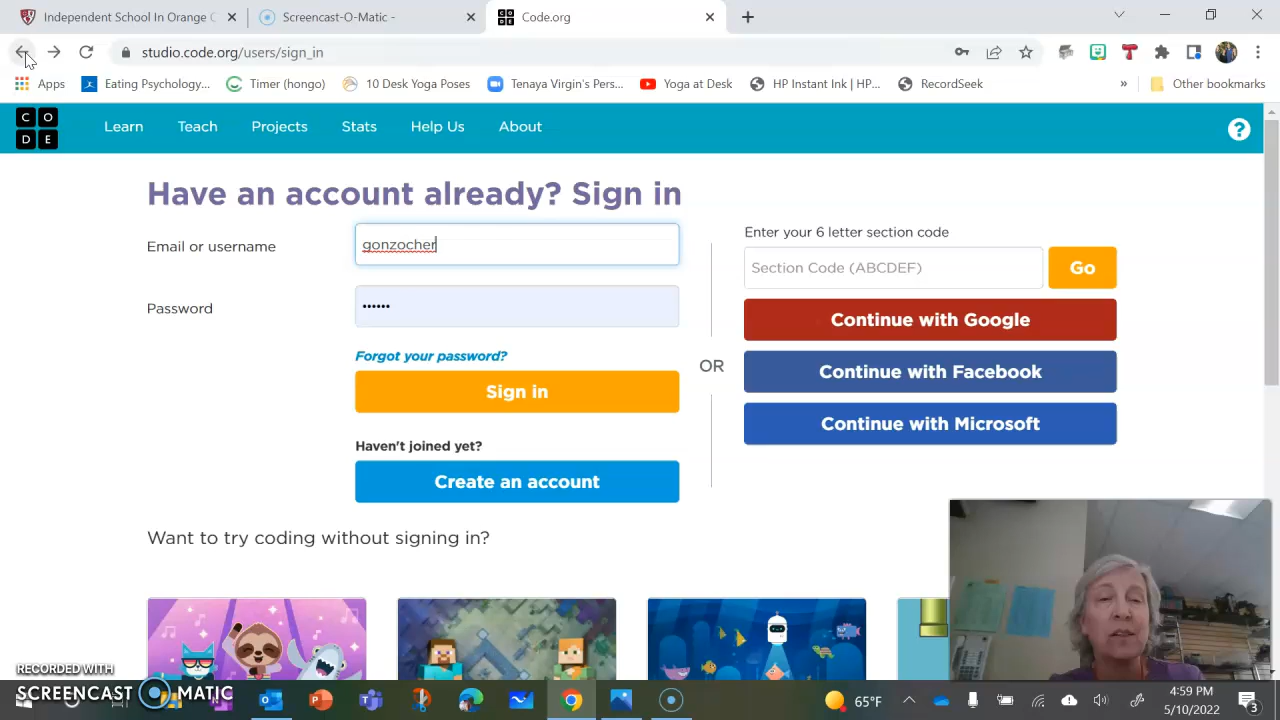 Independent School In Orange C
Screencast-O-Matic -
Code.org
studio.code.org/users/sign_in
Apps
Eating Psychology...
Timer (hongo)
10 Desk Yoga Poses
Tenaya Virgin's Pers...
Yoga at Desk
HP Instant Ink | HP...
RecordSeek
»
Other bookmarks
C O
D E
Learn
Teach
Projects
Stats
Help Us
About
?
Have an account already? Sign in
Email or username
gonzocher
Password
••••••
Forgot your password?
Sign in
Haven't joined yet?
Create an account
OR
Enter your 6 letter section code
Section Code (ABCDEF)
Go
Continue with Google
Continue with Facebook
Continue with Microsoft
Want to try coding without signing in?
RECORDED WITH
SCREENCAST MATIC
65°F
4:59 PM
5/10/2022
3